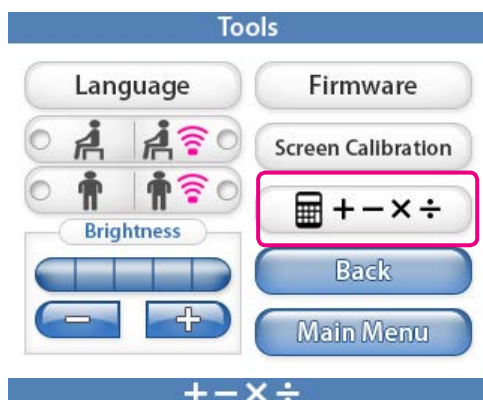 Tools
Language
Firmware
Screen Calibration
+ − × ÷
Brightness
Back
− +
Main Menu
+ − × ÷